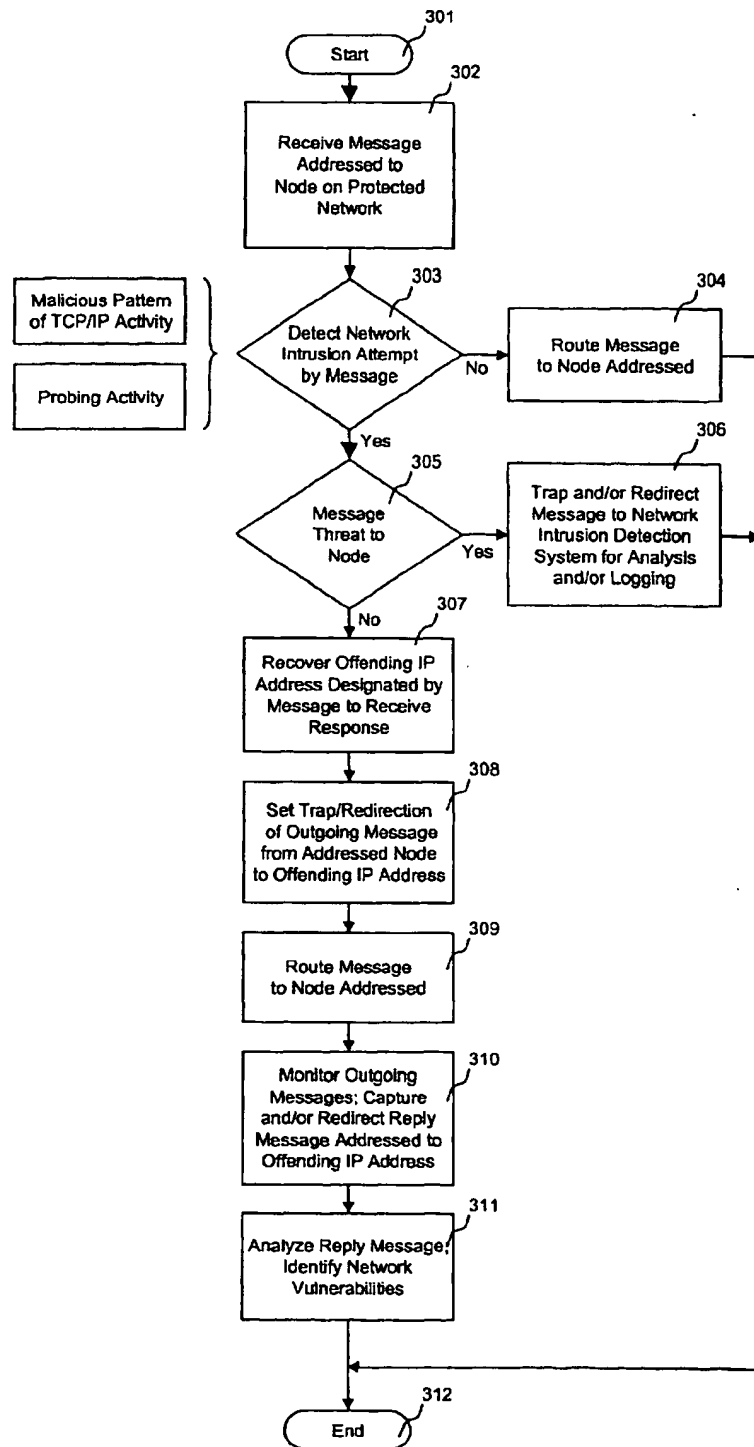 301
Start
302
Receive Message
Addressed to
Node on Protected
Network
303
Malicious Pattern
of TCP/IP Activity
Probing Activity
Detect Network
Intrusion Attempt
by Message
No
304
Route Message
to Node Addressed
Yes
305
Message
Threat to
Node
Yes
306
Trap and/or Redirect
Message to Network
Intrusion Detection
System for Analysis
and/or Logging
No
307
Recover Offending IP
Address Designated by
Message to Receive
Response
308
Set Trap/Redirection
of Outgoing Message
from Addressed Node
to Offending IP Address
309
Route Message
to Node Addressed
310
Monitor Outgoing
Messages; Capture
and/or Redirect Reply
Message Addressed to
Offending IP Address
311
Analyze Reply Message;
Identify Network
Vulnerabilities
312
End